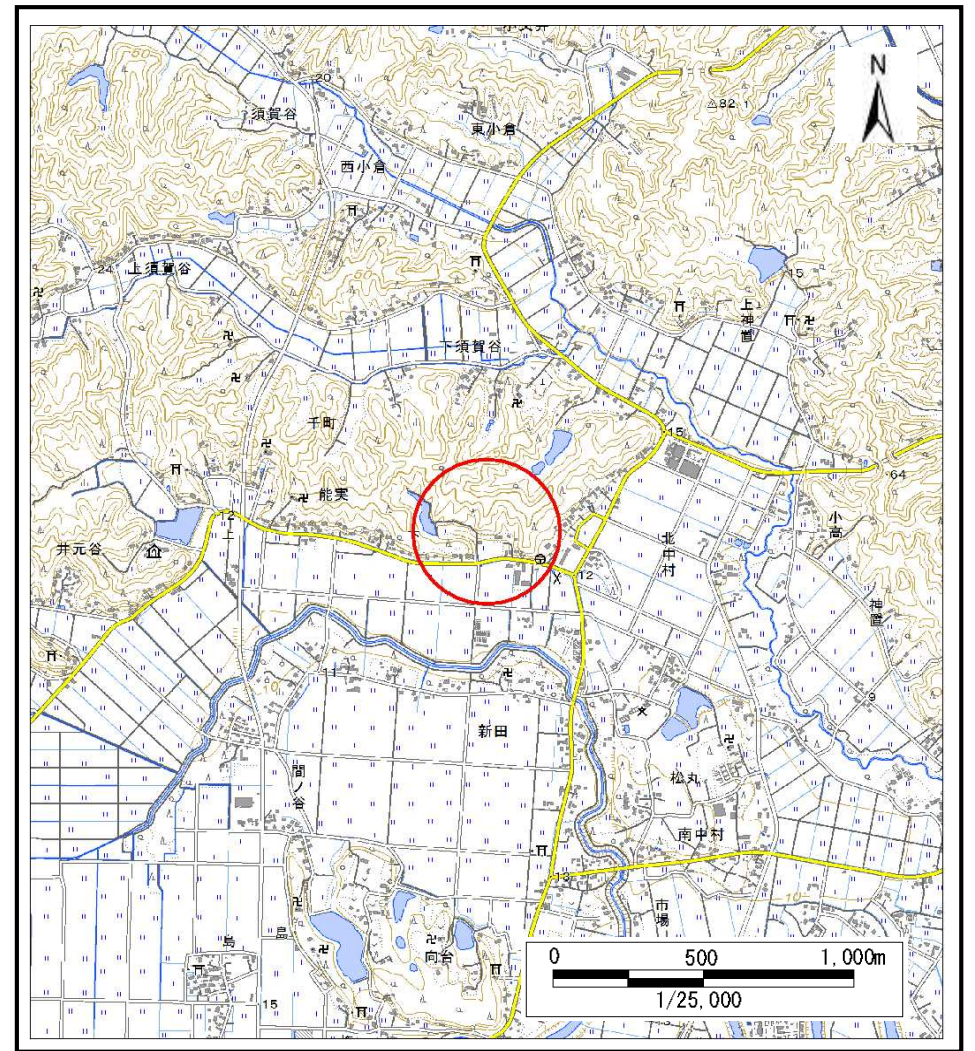 N
20
82.1
須賀谷
東小倉
西小倉
24
上須賀谷
15
上神置
下須賀谷
千町
15
64
能実
12
上
小高
井元谷
北中村
12
神置
11
10
9
新田
松丸
間ノ谷
南中村
13
10
市場
島
島
向台
15
0 500 1,000m
1/25,000